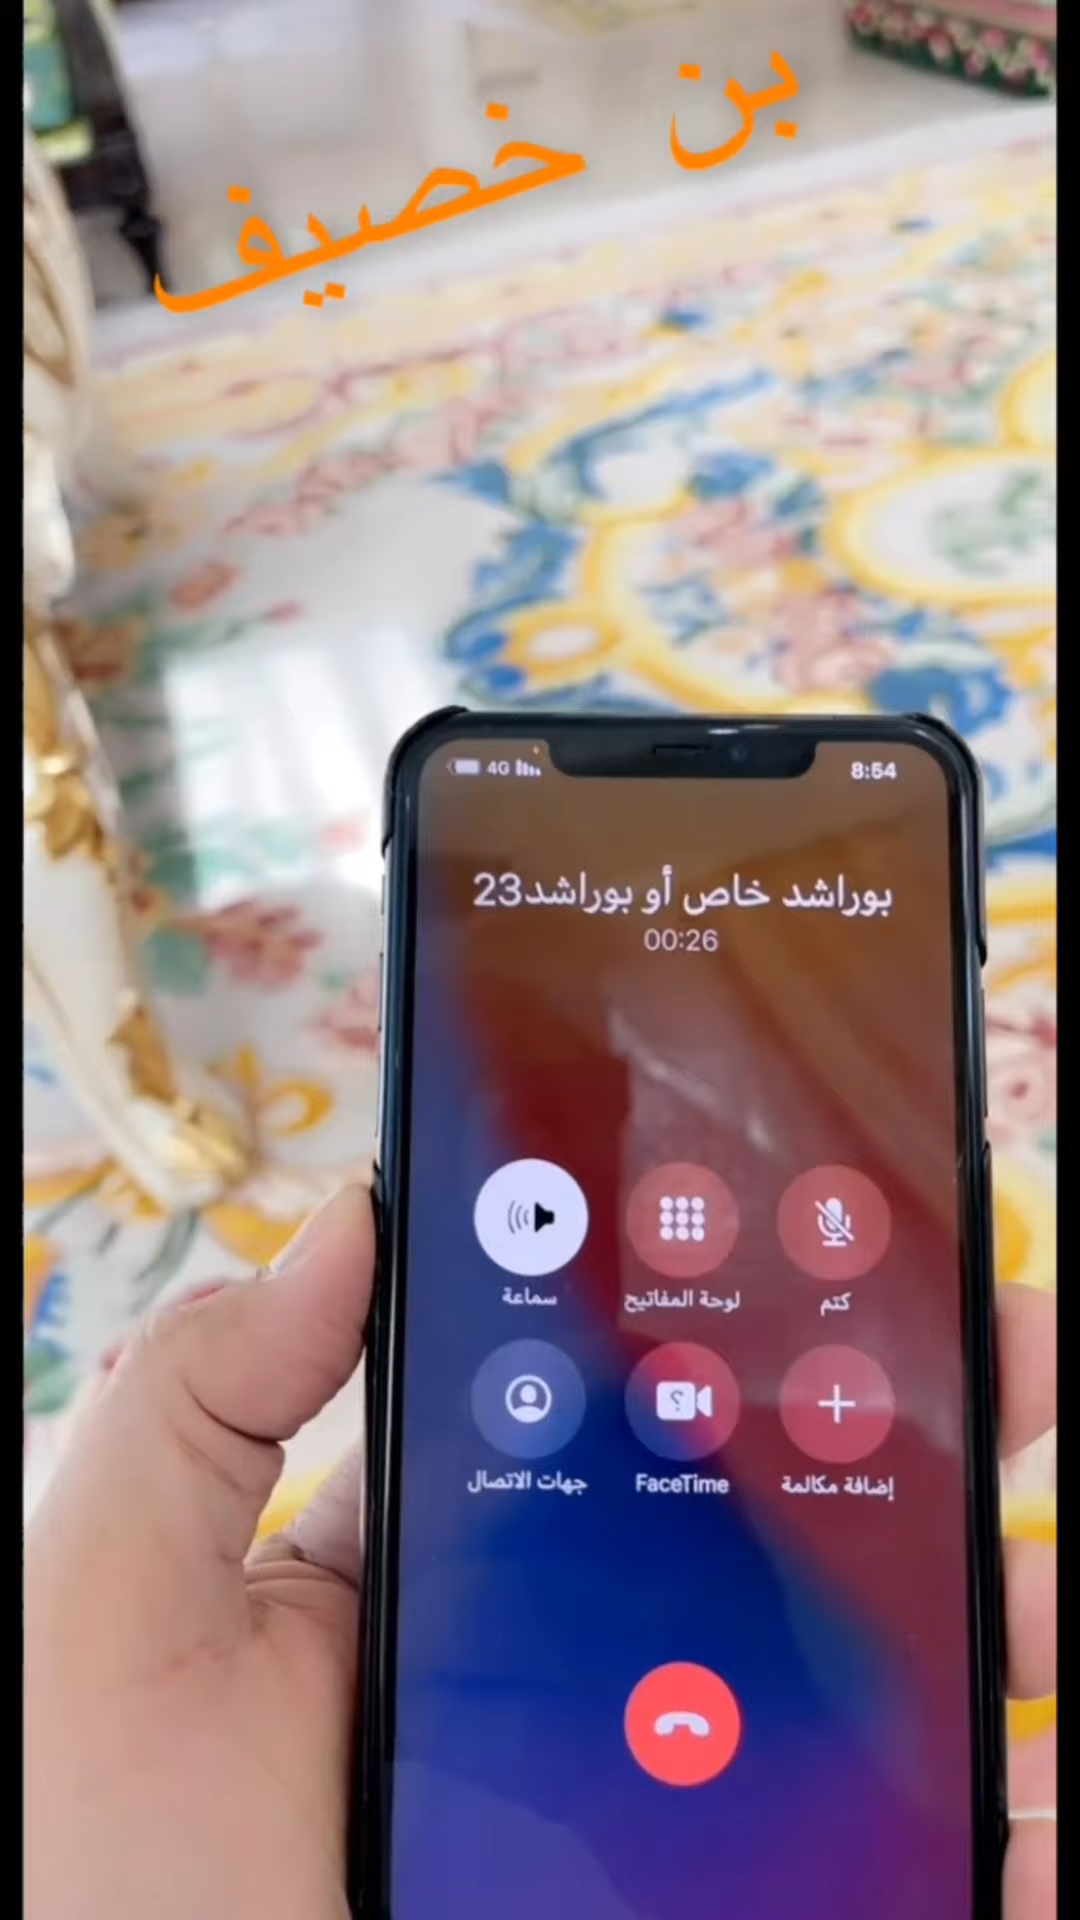 بن خصيف
8:54
4G
بوراشد خاص أو بوراشد23
00:26
كتم
لوحة المفاتيح
سماعة
إضافة مكالمة
FaceTime
جهات الاتصال